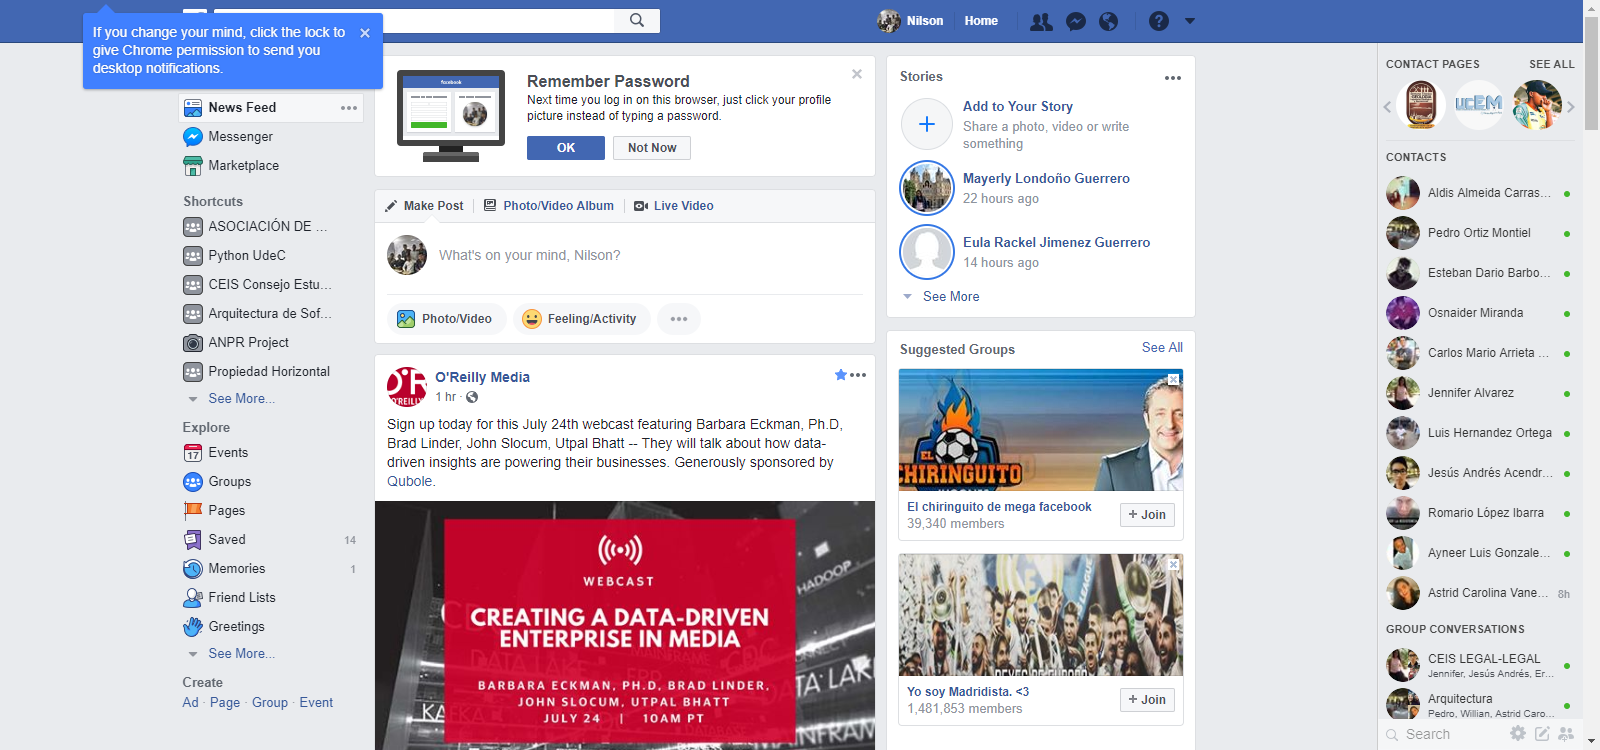 If you change your mind, click the lock to
give Chrome permission to send you
desktop notifications.
Nilson
Home
News Feed
Messenger
Marketplace
Shortcuts
ASOCIACIÓN DE ...
Python UdeC
CEIS Consejo Estu...
Arquitectura de Sof...
ANPR Project
Propiedad Horizontal
See More...
Explore
Events
17
Groups
Pages
Saved 14
Memories 1
Friend Lists
Greetings
See More...
Create
Ad · Page · Group · Event
facebook
Remember Password
Next time you log in on this browser, just click your profile
picture instead of typing a password.
OK
Not Now
Make Post
Photo/Video Album
Live Video
What's on your mind, Nilson?
Photo/Video
Feeling/Activity
O'REILLY
O'Reilly Media
1 hr ·
Sign up today for this July 24th webcast featuring Barbara Eckman, Ph.D,
Brad Linder, John Slocum, Utpal Bhatt -- They will talk about how data-
driven insights are powering their businesses. Generously sponsored by
Qubole.
WEBCAST
CREATING A DATA-DRIVEN
ENTERPRISE IN MEDIA
BARBARA ECKMAN, PH.D, BRAD LINDER,
JOHN SLOCUM, UTPAL BHATT
JULY 24 | 10AM PT
HADOOP
DATA LAKE
Stories
Add to Your Story
Share a photo, video or write
something
Mayerly Londoño Guerrero
22 hours ago
Eula Rackel Jimenez Guerrero
14 hours ago
See More
Suggested Groups
See All
EL
CHIRINGUITO
El chiringuito de mega facebook
39,340 members
+ Join
Yo soy Madridista. <3
1,481,853 members
+ Join
CONTACT PAGES
SEE ALL
UCEM
CONTACTS
Aldis Almeida Carras...
Pedro Ortiz Montiel
Esteban Dario Barbo...
Osnaider Miranda
Carlos Mario Arrieta ...
Jennifer Alvarez
Luis Hernandez Ortega
Jesús Andrés Acendr...
Romario López Ibarra
Ayneer Luis Gonzale...
Astrid Carolina Vane... 8h
GROUP CONVERSATIONS
CEIS LEGAL-LEGAL
Jennifer, Jesús Andrés, Er...
Arquitectura
Pedro, Willian, Astrid Caro...
Search